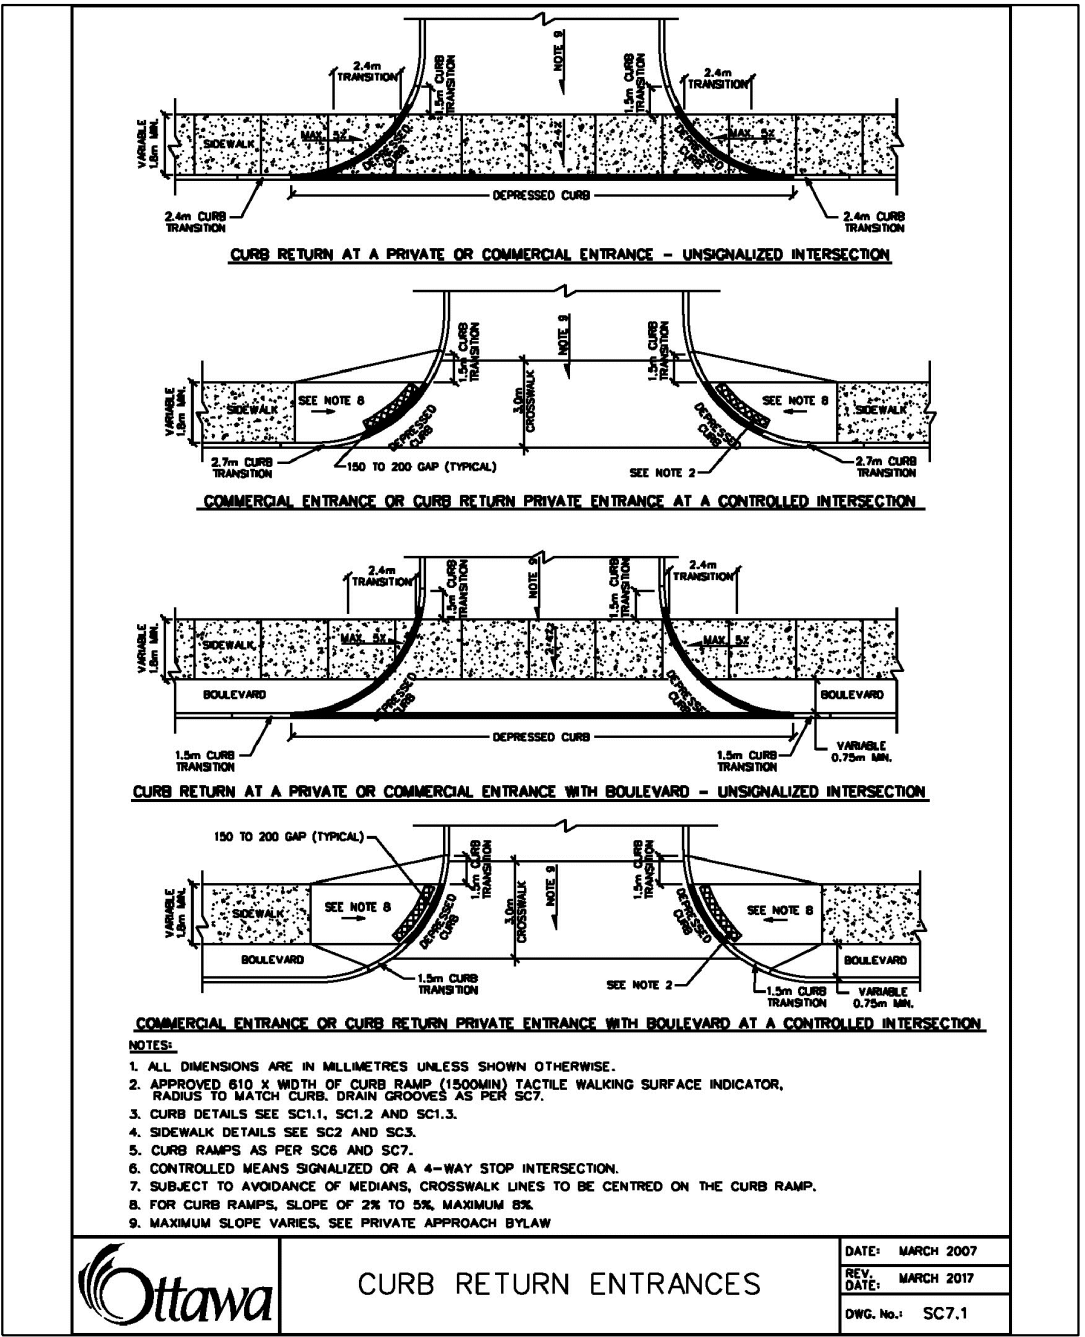 2.4m
TRANSITION
1.5m CURB
TRANSITION
NOTE 9
1.5m CURB
TRANSITION
2.4m
TRANSITION
VARIABLE
1.8m MIN.
SIDEWALK
MAX. 5%
DEPRESSED
CURB
2-4%
DEPRESSED
CURB
MAX. 5%
DEPRESSED CURB
2.4m CURB
TRANSITION
2.4m CURB
TRANSITION
CURB RETURN AT A PRIVATE OR COMMERCIAL ENTRANCE - UNSIGNALIZED INTERSECTION
1.5m CURB
TRANSITION
NOTE 9
1.5m CURB
TRANSITION
VARIABLE
1.8m MIN.
SIDEWALK
SEE NOTE 8
DEPRESSED
CURB
3.0m
CROSSWALK
DEPRESSED
CURB
SEE NOTE 8
SIDEWALK
2.7m CURB
TRANSITION
150 TO 200 GAP (TYPICAL)
SEE NOTE 2
2.7m CURB
TRANSITION
COMMERCIAL ENTRANCE OR CURB RETURN PRIVATE ENTRANCE AT A CONTROLLED INTERSECTION
2.4m
TRANSITION
1.5m CURB
TRANSITION
NOTE 9
1.5m CURB
TRANSITION
2.4m
TRANSITION
VARIABLE
1.8m MIN.
SIDEWALK
MAX. 5%
MAX. 5%
BOULEVARD
DEPRESSED
CURB
DEPRESSED
CURB
BOULEVARD
DEPRESSED CURB
1.5m CURB
TRANSITION
1.5m CURB
TRANSITION
VARIABLE
0.75m MIN.
CURB RETURN AT A PRIVATE OR COMMERCIAL ENTRANCE WITH BOULEVARD - UNSIGNALIZED INTERSECTION
150 TO 200 GAP (TYPICAL)
1.5m CURB
TRANSITION
NOTE 9
1.5m CURB
TRANSITION
VARIABLE
1.8m MIN.
SIDEWALK
SEE NOTE 8
DEPRESSED
CURB
3.0m
CROSSWALK
DEPRESSED
CURB
SEE NOTE 8
BOULEVARD
BOULEVARD
1.5m CURB
TRANSITION
SEE NOTE 2
1.5m CURB
TRANSITION
VARIABLE
0.75m MIN.
COMMERCIAL ENTRANCE OR CURB RETURN PRIVATE ENTRANCE WITH BOULEVARD AT A CONTROLLED INTERSECTION
NOTES:
1. ALL DIMENSIONS ARE IN MILLIMETRES UNLESS SHOWN OTHERWISE.
2. APPROVED 610 X WIDTH OF CURB RAMP (1500MIN) TACTILE WALKING SURFACE INDICATOR,
RADIUS TO MATCH CURB. DRAIN GROOVES AS PER SC7.
3. CURB DETAILS SEE SC1.1, SC1.2 AND SC1.3.
4. SIDEWALK DETAILS SEE SC2 AND SC3.
5. CURB RAMPS AS PER SC6 AND SC7.
6. CONTROLLED MEANS SIGNALIZED OR A 4-WAY STOP INTERSECTION.
7. SUBJECT TO AVOIDANCE OF MEDIANS, CROSSWALK LINES TO BE CENTRED ON THE CURB RAMP.
8. FOR CURB RAMPS, SLOPE OF 2% TO 5%, MAXIMUM 8%.
9. MAXIMUM SLOPE VARIES, SEE PRIVATE APPROACH BYLAW
Ottawa
CURB RETURN ENTRANCES
DATE: MARCH 2007
REV.
DATE: MARCH 2017
DWG. No.: SC7.1